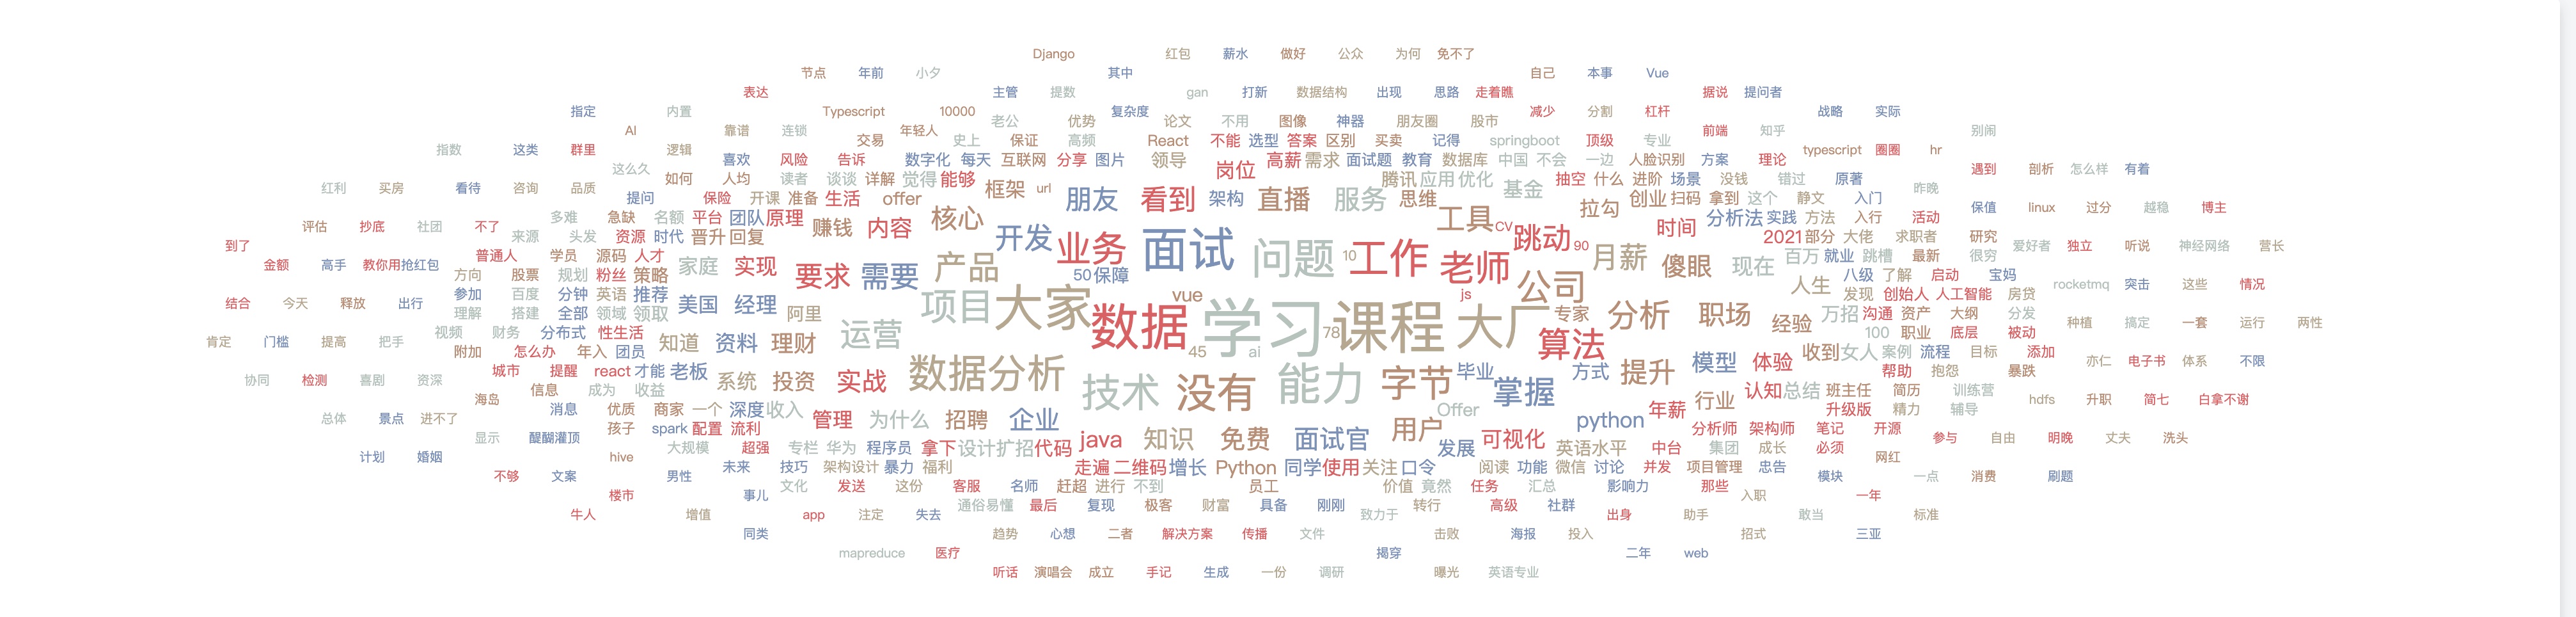 Django 红包 薪水 做好 公众 为何 免不了
节点 年前 小夕 其中 自己 本事 Vue
表达 主管 提数 gan 打新 数据结构 出现 思路 走着瞧 据说 提问者
指定 内置 Typescript 10000 复杂度 减少 分割 杠杆 战略 实际
老公 优势 论文 不用 图像 神器 朋友圈 股市
AI 靠谱 连锁 年轻人 前端 知乎 别闹
交易 史上 保证 高频 React 不能 选型 答案 区别 买卖 记得 springboot 顶级 专业
指数 这类 群里 逻辑 typescript 圈圈 hr
喜欢 风险 告诉 数字化 每天 互联网 分享 图片 领导 高薪 需求 面试题 教育 数据库 中国 不会 一边 人脸识别 方案 理论
这么久 岗位 遇到 剖析 怎么样 有着
如何 人均 读者 谈谈 详解 觉得 能够 腾讯 应用 优化 抽空 什么 进阶 场景 没钱 错过 原著
红利 买房 看待 咨询 品质 框架 url 基金 昨晚
提问 保险 开课 准备 生活 offer 朋友 看到 架构 直播 服务 思维 创业 扫码 拿到 这个 静文 入门
拉勾 保值 linux 过分 越稳 博主
多难 急缺 名额 平台 团队 原理 核心 工具 分析法 实践 方法 入行 活动
评估 抄底 社团 不了 赚钱 内容 CV 时间
来源 头发 资源 时代 晋升 回复 开发 跳动 2021 部分 大佬 求职者 研究
到了 业务 面试 90 爱好者 独立 听说 神经网络 营长
普通人 学员 源码 人才 问题 10 工作 月薪 百万 就业 跳槽 最新 很穷
金额 高手 教你用 抢红包 家庭 实现 产品 老师 傻眼 现在
方向 股票 规划 粉丝 策略 要求 需要 50 保障 八级 了解 启动 宝妈
公司 人生 rocketmq 突击 这些 情况
参加 百度 分钟 英语 推荐 vue js 发现 创始人 人工智能 房贷
结合 今天 释放 出行 美国 经理 项目 大家
理解 搭建 全部 领域 领取 阿里 专家 分析 职场 万招 沟通 资产 大纲 分发
经验 种植 搞定 一套 运行 两性
视频 财务 分布式 性生活 运营 数据 学习 78 课程 大厂 100 职业 底层 被动
肯定 门槛 提高 把手 知道 资料 理财 算法
附加 怎么办 年入 团员 45 ai 收到 女人 案例 流程 目标 添加
模型 体验 亦仁 电子书 体系 不限
城市 提醒 react 才能 老板 数据分析 毕业 方式 提升 帮助 抱怨 暴跌
协同 检测 喜剧 资深 系统 投资 实战 能力 字节
海岛 信息 成为 收益 技术 没有 掌握 认知 总结 班主任 简历 训练营
行业 hdfs 升职 简七 白拿不谢
消息 优质 商家 一个 深度 收入 Offer 年薪 升级版 精力 辅导
总体 景点 进不了 管理 为什么 招聘 企业 python
孩子 spark 配置 流利 用户 分析师 架构师 笔记 开源
显示 醍醐灌顶 java 知识 免费 面试官 可视化 参与 自由 明晚 丈夫 洗头
大规模 超强 专栏 华为 程序员 拿下 设计 扩招 代码 发展 英语水平 中台 集团 成长 必须
计划 婚姻 hive 网红
未来 技巧 架构设计 暴力 福利 走遍 二维码 增长 Python 同学 使用 关注 口令 阅读 功能 微信 讨论 并发 项目管理 忠告
不够 文案 男性 模块 一点 消费 刷题
文化 发送 这份 客服 名师 赶超 进行 不到 员工 价值 竟然 任务 汇总 影响力 那些
楼市 事儿 入职 一年
通俗易懂 最后 复现 极客 财富 具备 刚刚 转行 高级 社群
牛人 增值 app 注定 失去 致力于 出身 助手 敢当 标准
同类 趋势 心想 二者 解决方案 传播 文件 击败 海报 投入 招式 三亚
mapreduce 医疗 揭穿 二年 web
听话 演唱会 成立 手记 生成 一份 调研 曝光 英语专业